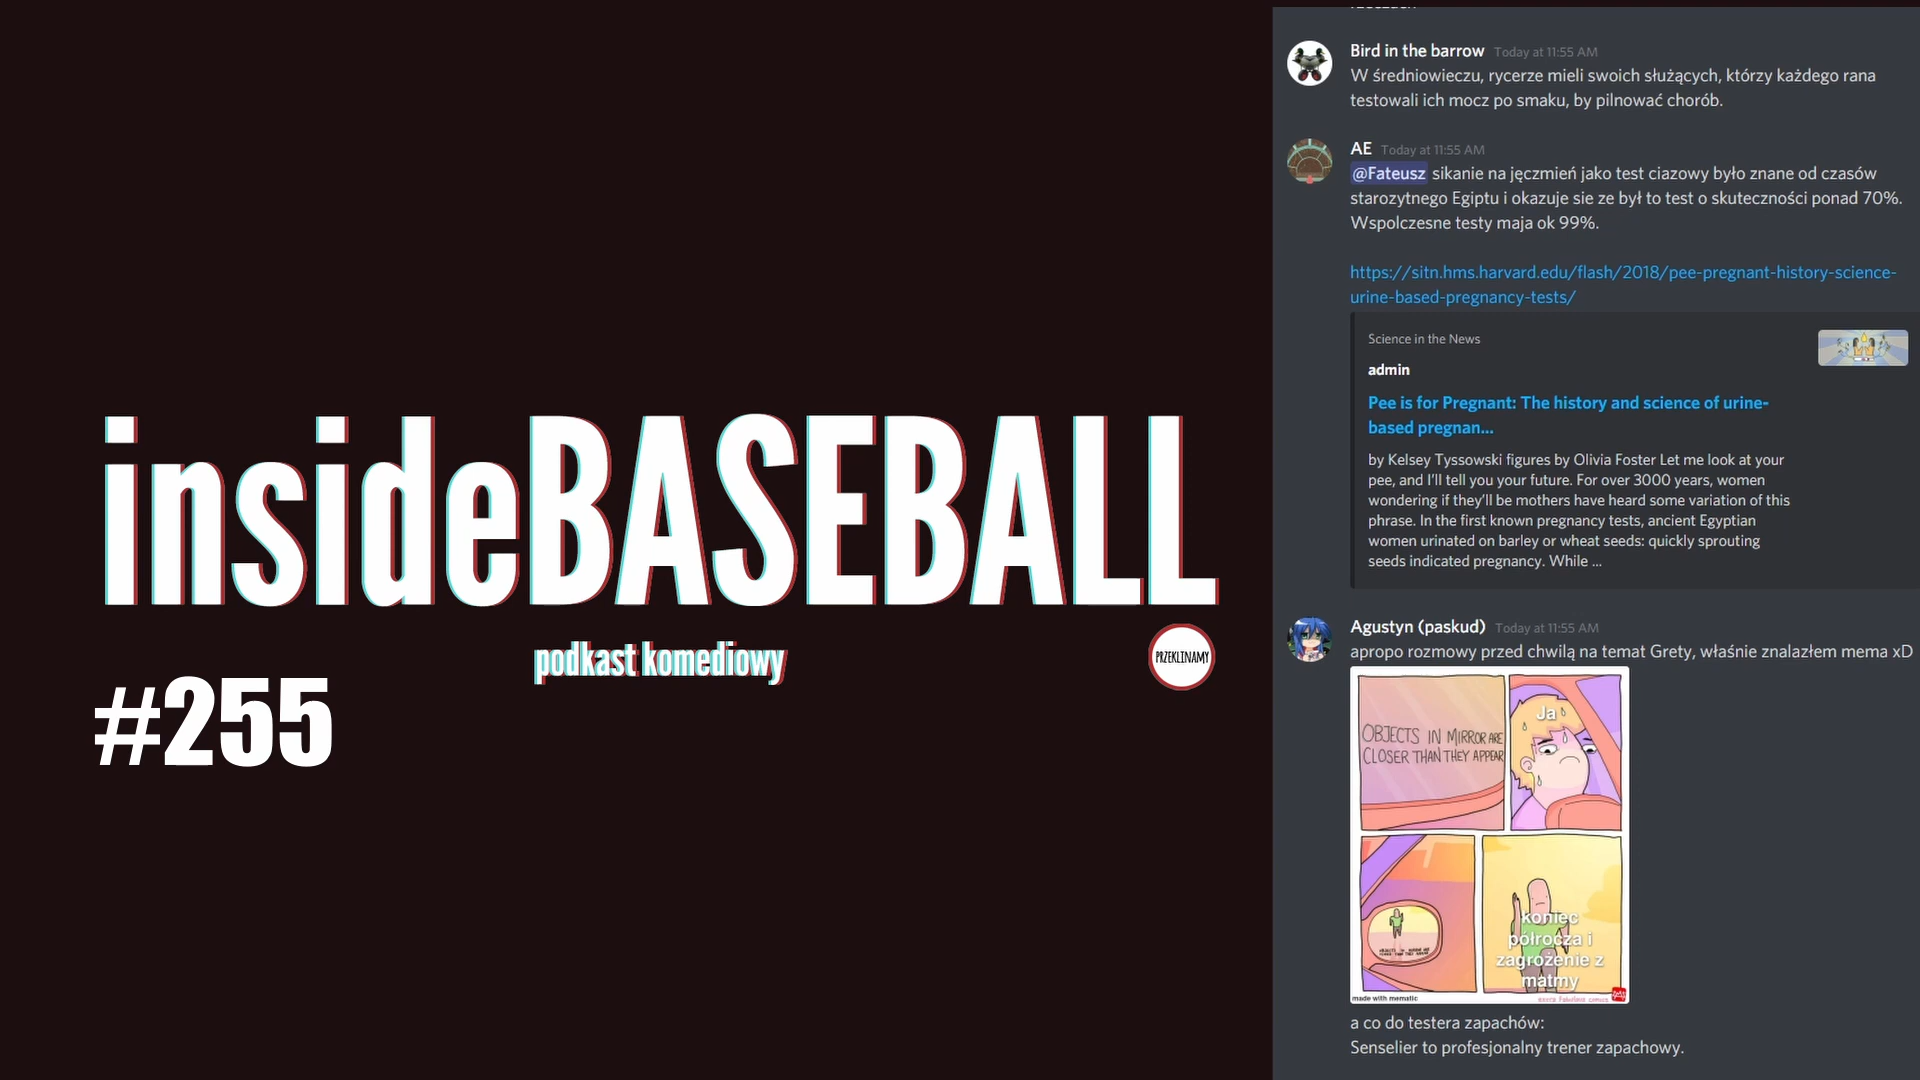 insideBASEBALL
podkast komediowy
PRZEKLINAMY
#255
Bird in the barrow Today at 11:55 AM
W średniowieczu, rycerze mieli swoich służących, którzy każdego rana
testowali ich mocz po smaku, by pilnować chorób.
AE Today at 11:55 AM
@Fateusz sikanie na jęczmień jako test ciazowy było znane od czasów
starozytnego Egiptu i okazuje sie ze był to test o skuteczności ponad 70%.
Wspolczesne testy maja ok 99%.
https://sitn.hms.harvard.edu/flash/2018/pee-pregnant-history-science-
urine-based-pregnancy-tests/
Science in the News
admin
Pee is for Pregnant: The history and science of urine-
based pregnan...
by Kelsey Tyssowski figures by Olivia Foster Let me look at your
pee, and I'll tell you your future. For over 3000 years, women
wondering if they'll be mothers have heard some variation of this
phrase. In the first known pregnancy tests, ancient Egyptian
women urinated on barley or wheat seeds: quickly sprouting
seeds indicated pregnancy. While ...
Agustyn (paskud) Today at 11:55 AM
apropo rozmowy przed chwilą na temat Grety, właśnie znalazłem mema xD
OBJECTS IN MIRROR ARE
CLOSER THAN THEY APPEAR
Ja
OBJECTS IN MIRROR ARE
CLOSER THAN THEY APPEAR
koniec
półrocza i
zagrożenie z
matmy
made with mematic
a co do testera zapachów:
Senselier to profesjonalny trener zapachowy.